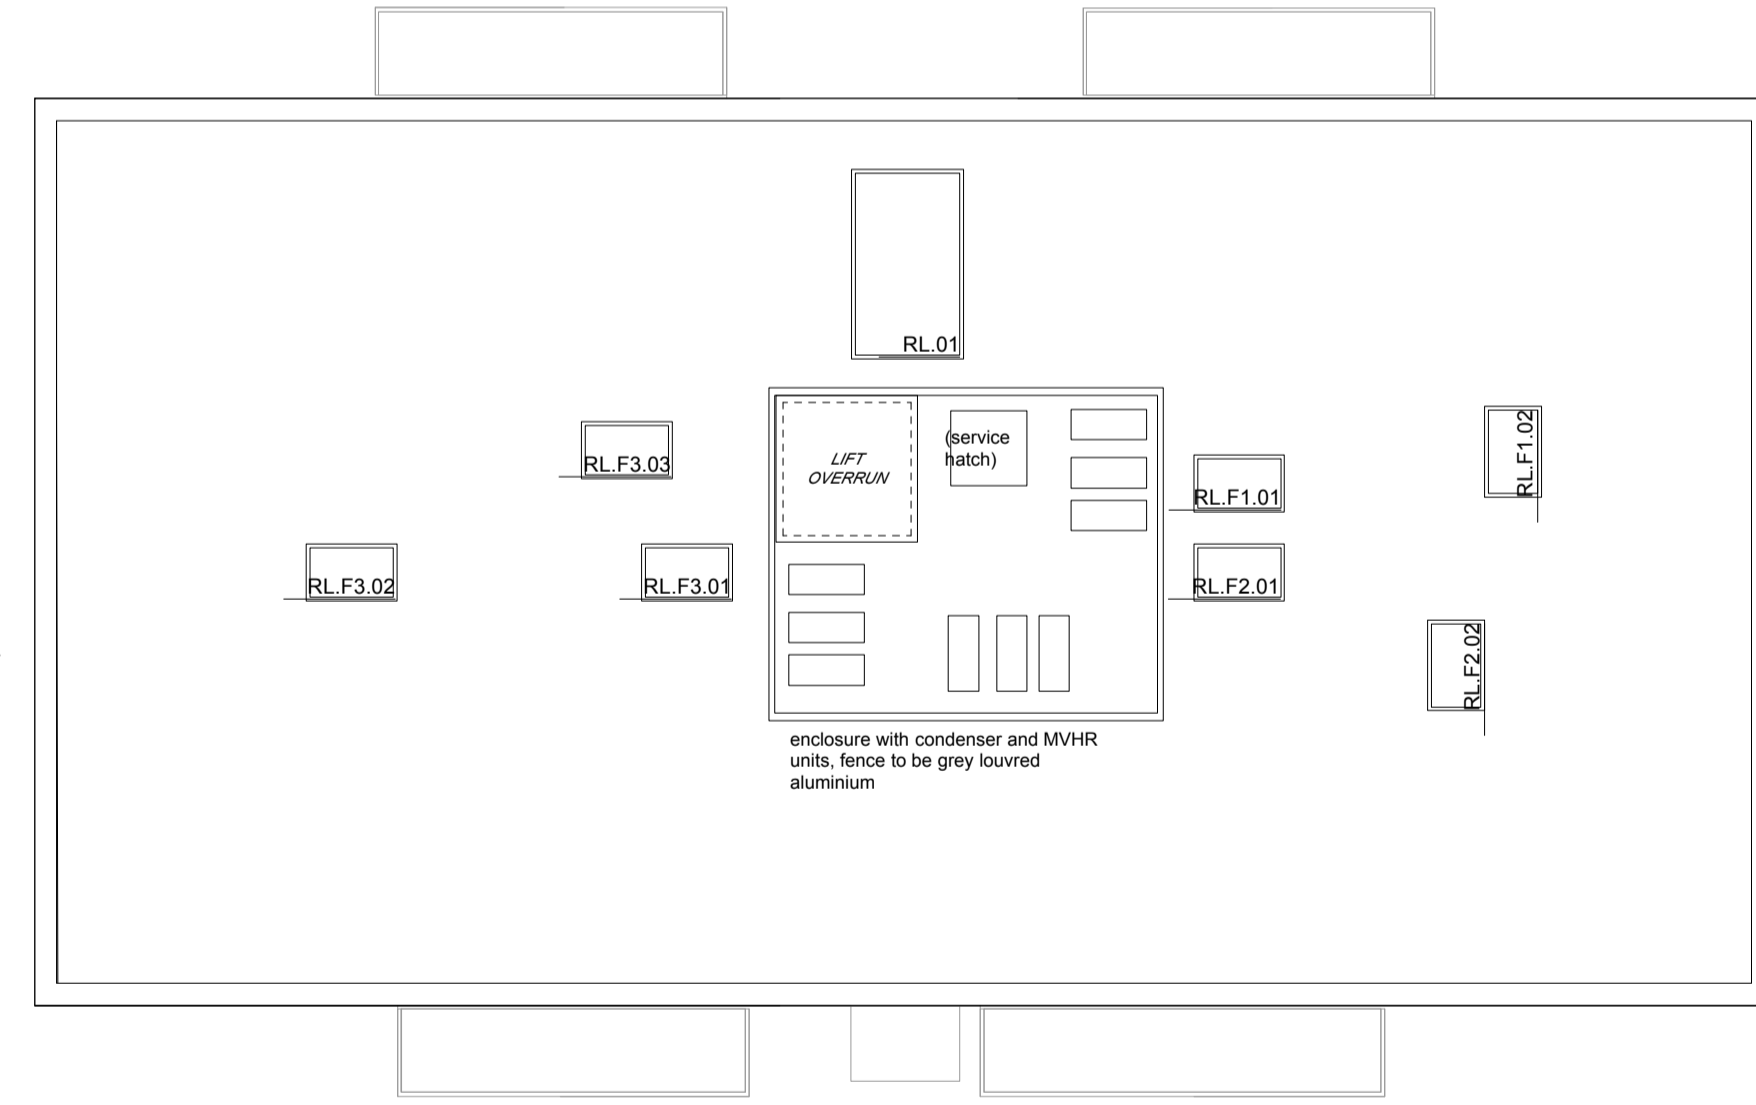 RL.01
(service
hatch)
LIFT
OVERRUN
RL.F3.03
RL.F1.01
RL.F1.02
RL.F3.02
RL.F3.01
RL.F2.01
RL.F2.02
enclosure with condenser and MVHR
units, fence to be grey louvred
aluminium